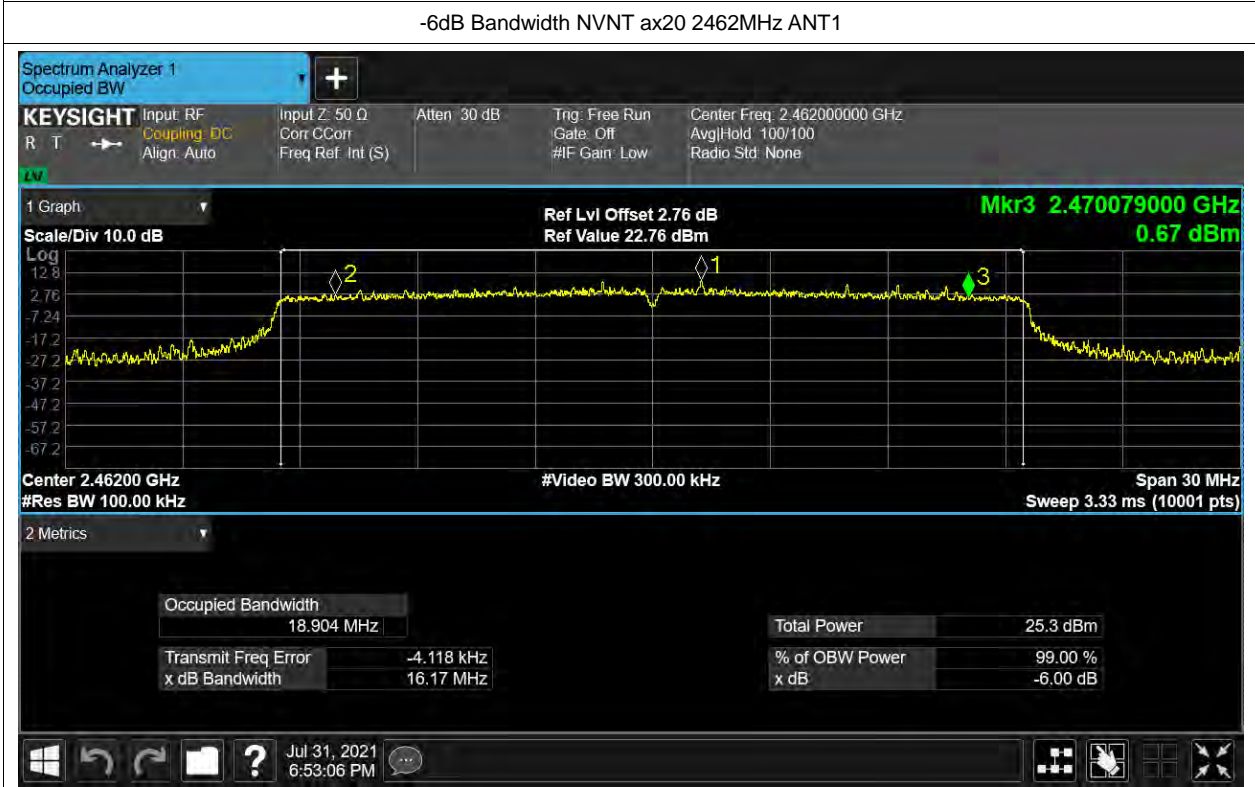 -6dB Bandwidth NVNT ax20 2462MHz ANT1
Spectrum Analyzer 1
Occupied BW
+
KEYSIGHT
R T
Input: RF
Coupling: DC
Align: Auto
Input Z: 50 Ω
Corr CCorr
Freq Ref: Int (S)
Atten: 30 dB
Trig: Free Run
Gate: Off
#IF Gain: Low
Center Freq: 2.462000000 GHz
Avg|Hold: 100/100
Radio Std: None
1 Graph
Scale/Div 10.0 dB
Ref Lvl Offset 2.76 dB
Ref Value 22.76 dBm
Mkr3 2.470079000 GHz
0.67 dBm
Log
12.8
2.76
-7.24
-17.2
-27.2
-37.2
-47.2
-57.2
-67.2
2
1
3
Center 2.46200 GHz
#Res BW 100.00 kHz
#Video BW 300.00 kHz
Span 30 MHz
Sweep 3.33 ms (10001 pts)
2 Metrics
Occupied Bandwidth
18.904 MHz
Transmit Freq Error -4.118 kHz
x dB Bandwidth 16.17 MHz
Total Power 25.3 dBm
% of OBW Power 99.00 %
x dB -6.00 dB
?
Jul 31, 2021
6:53:06 PM